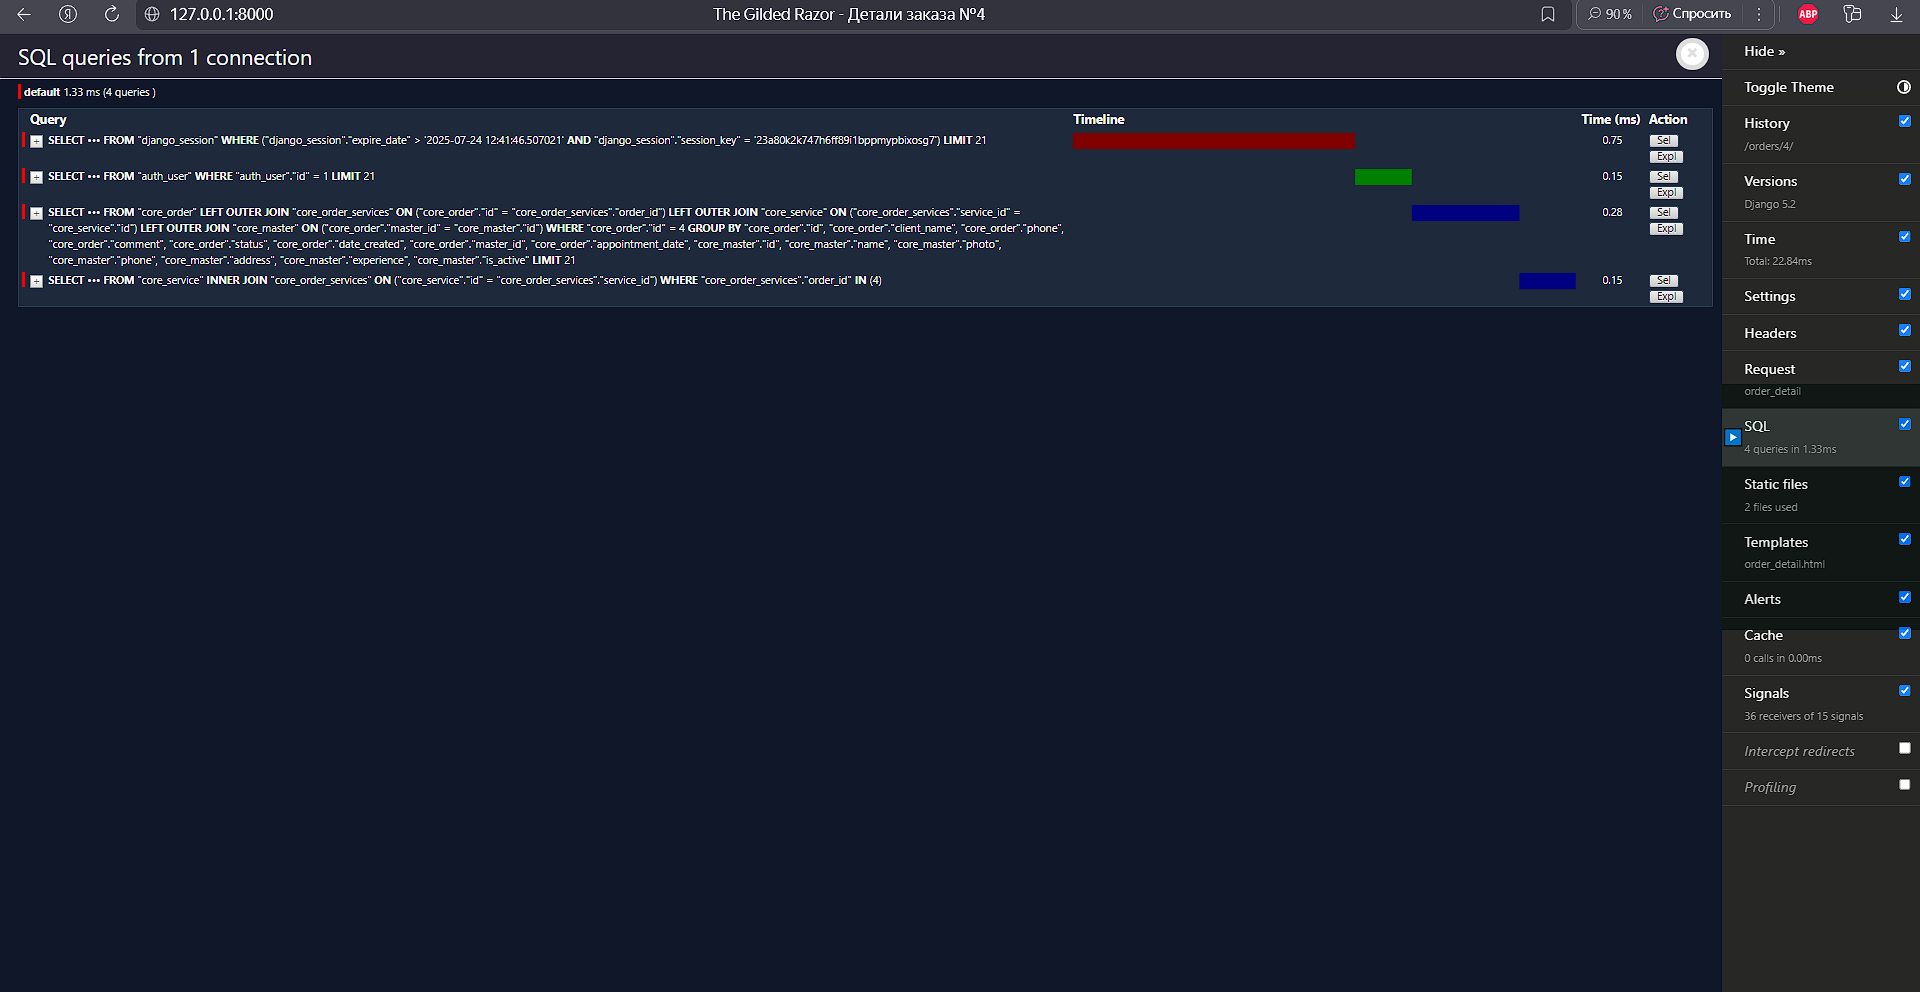 127.0.0.1:8000
The Gilded Razor - Детали заказа №4
90 %
Спросить
ABP
SQL queries from 1 connection
default 1.33 ms (4 queries )
Query Timeline Time (ms) Action
+ SELECT ••• FROM "django_session" WHERE ("django_session"."expire_date" > '2025-07-24 12:41:46.507021' AND "django_session"."session_key" = '23a80k2k747h6ff89i1bppmypbixosg7') LIMIT 21 0.75 Sel
Expl
+ SELECT ••• FROM "auth_user" WHERE "auth_user"."id" = 1 LIMIT 21 0.15 Sel
Expl
+ SELECT ••• FROM "core_order" LEFT OUTER JOIN "core_order_services" ON ("core_order"."id" = "core_order_services"."order_id") LEFT OUTER JOIN "core_service" ON ("core_order_services"."service_id" = 0.28 Sel
"core_service"."id") LEFT OUTER JOIN "core_master" ON ("core_order"."master_id" = "core_master"."id") WHERE "core_order"."id" = 4 GROUP BY "core_order"."id", "core_order"."client_name", "core_order"."phone", Expl
"core_order"."comment", "core_order"."status", "core_order"."date_created", "core_order"."master_id", "core_order"."appointment_date", "core_master"."id", "core_master"."name", "core_master"."photo",
"core_master"."phone", "core_master"."address", "core_master"."experience", "core_master"."is_active" LIMIT 21
+ SELECT ••• FROM "core_service" INNER JOIN "core_order_services" ON ("core_service"."id" = "core_order_services"."service_id") WHERE "core_order_services"."order_id" IN (4) 0.15 Sel
Expl
Hide »
Toggle Theme
History
/orders/4/
Versions
Django 5.2
Time
Total: 22.84ms
Settings
Headers
Request
order_detail
SQL
4 queries in 1.33ms
Static files
2 files used
Templates
order_detail.html
Alerts
Cache
0 calls in 0.00ms
Signals
36 receivers of 15 signals
Intercept redirects
Profiling